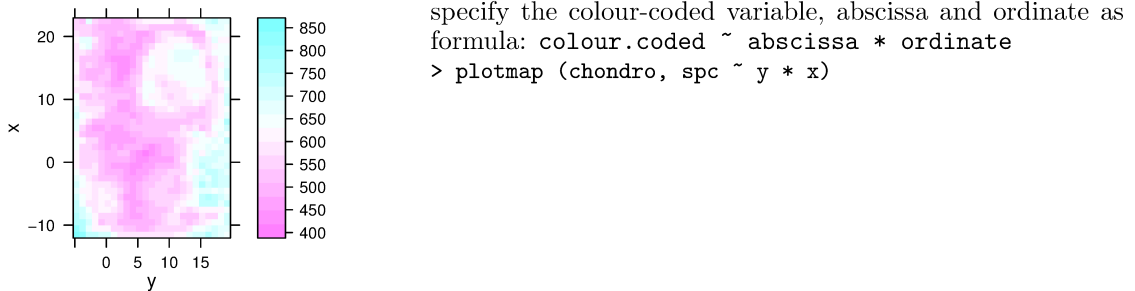 specify the colour-coded variable, abscissa and ordinate as
formula: colour.coded ~ abscissa * ordinate
> plotmap (chondro, spc ~ y * x)
x
20
10
0
−10
0 5 10 15
y
850
800
750
700
650
600
550
500
450
400